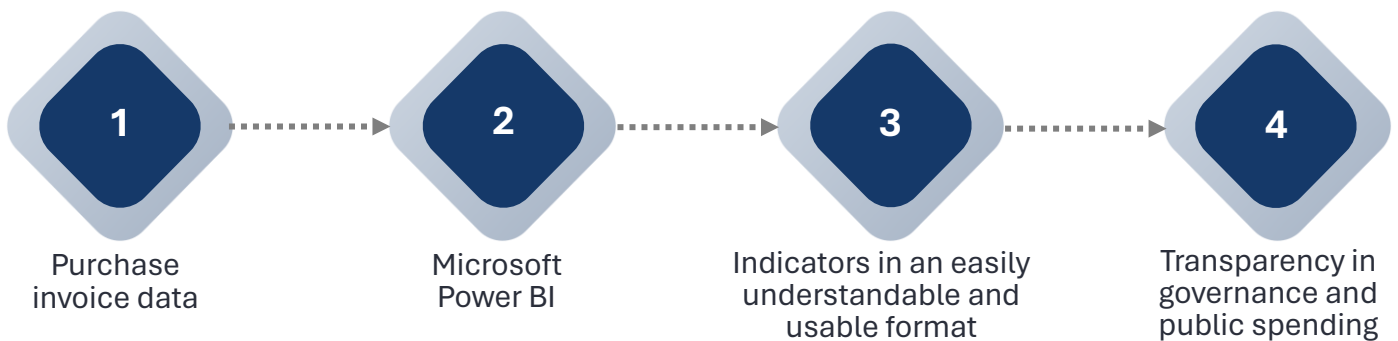 1
Purchase
invoice data
2
Microsoft
Power BI
3
Indicators in an easily
understandable and
usable format
4
Transparency in
governance and
public spending